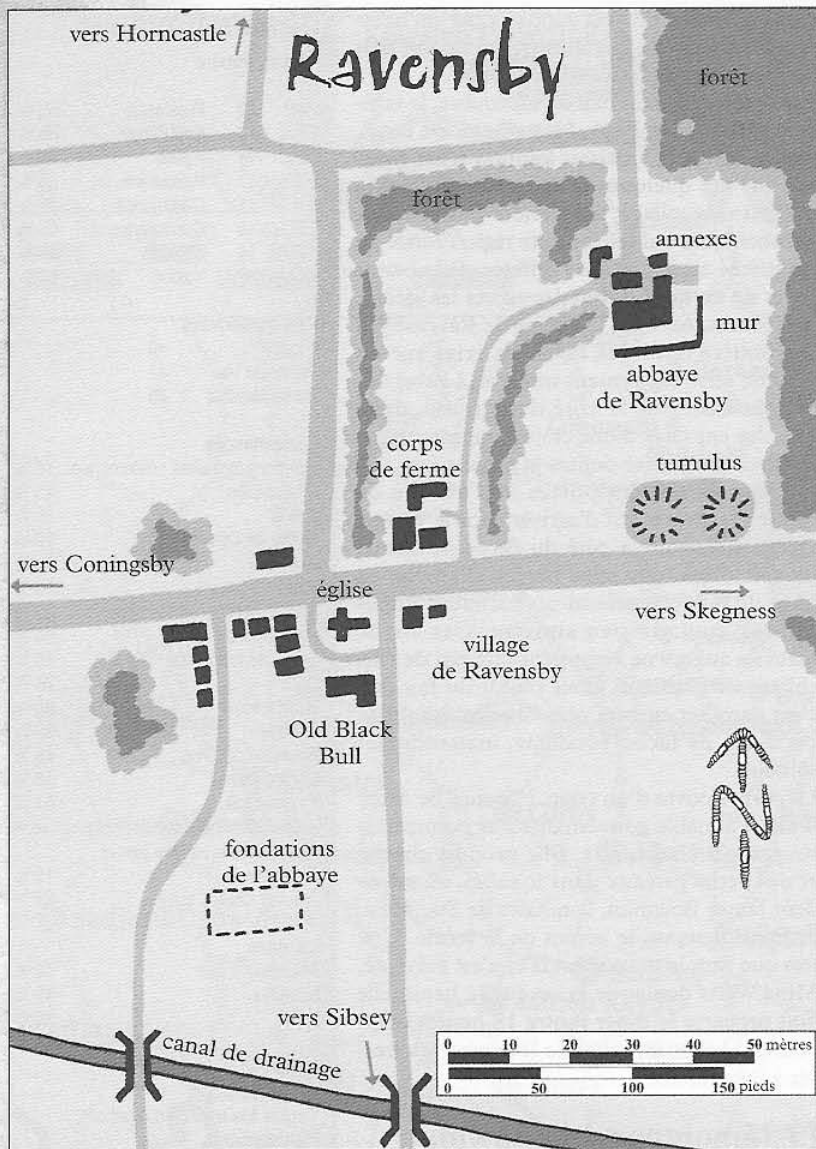 vers Horncastle
Ravensby
forêt
forêt
annexes
mur
abbaye
de Ravensby
corps
de ferme
tumulus
vers Coningsby
église
vers Skegness
village
de Ravensby
Old Black
Bull
N
fondations
de l'abbaye
vers Sibsey
canal de drainage
0 10 20 30 40 50 mètres
0 50 100 150 pieds